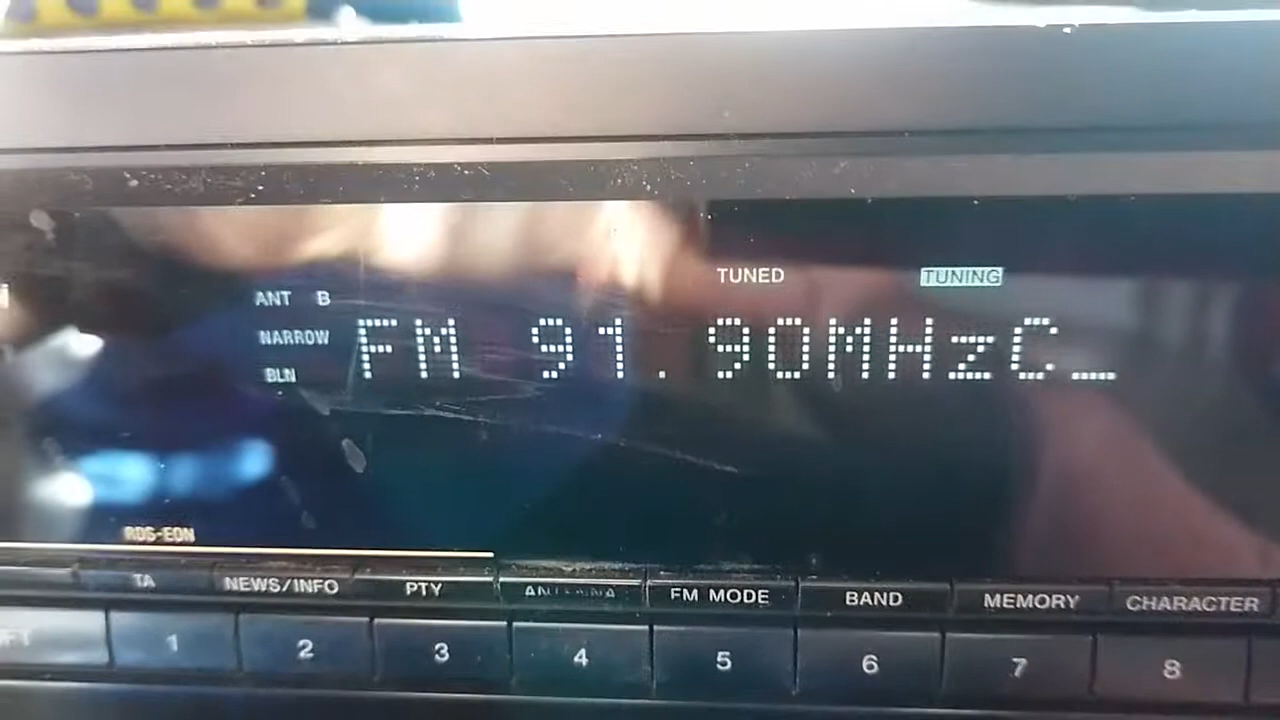 TUNED TUNING
ANT B
NARROW
FM 91.90MHzC_
BLN
RDS-EON
TA NEWS/INFO PTY ANTENNA FM MODE BAND MEMORY CHARACTER
1 2 3 4 5 6 7 8